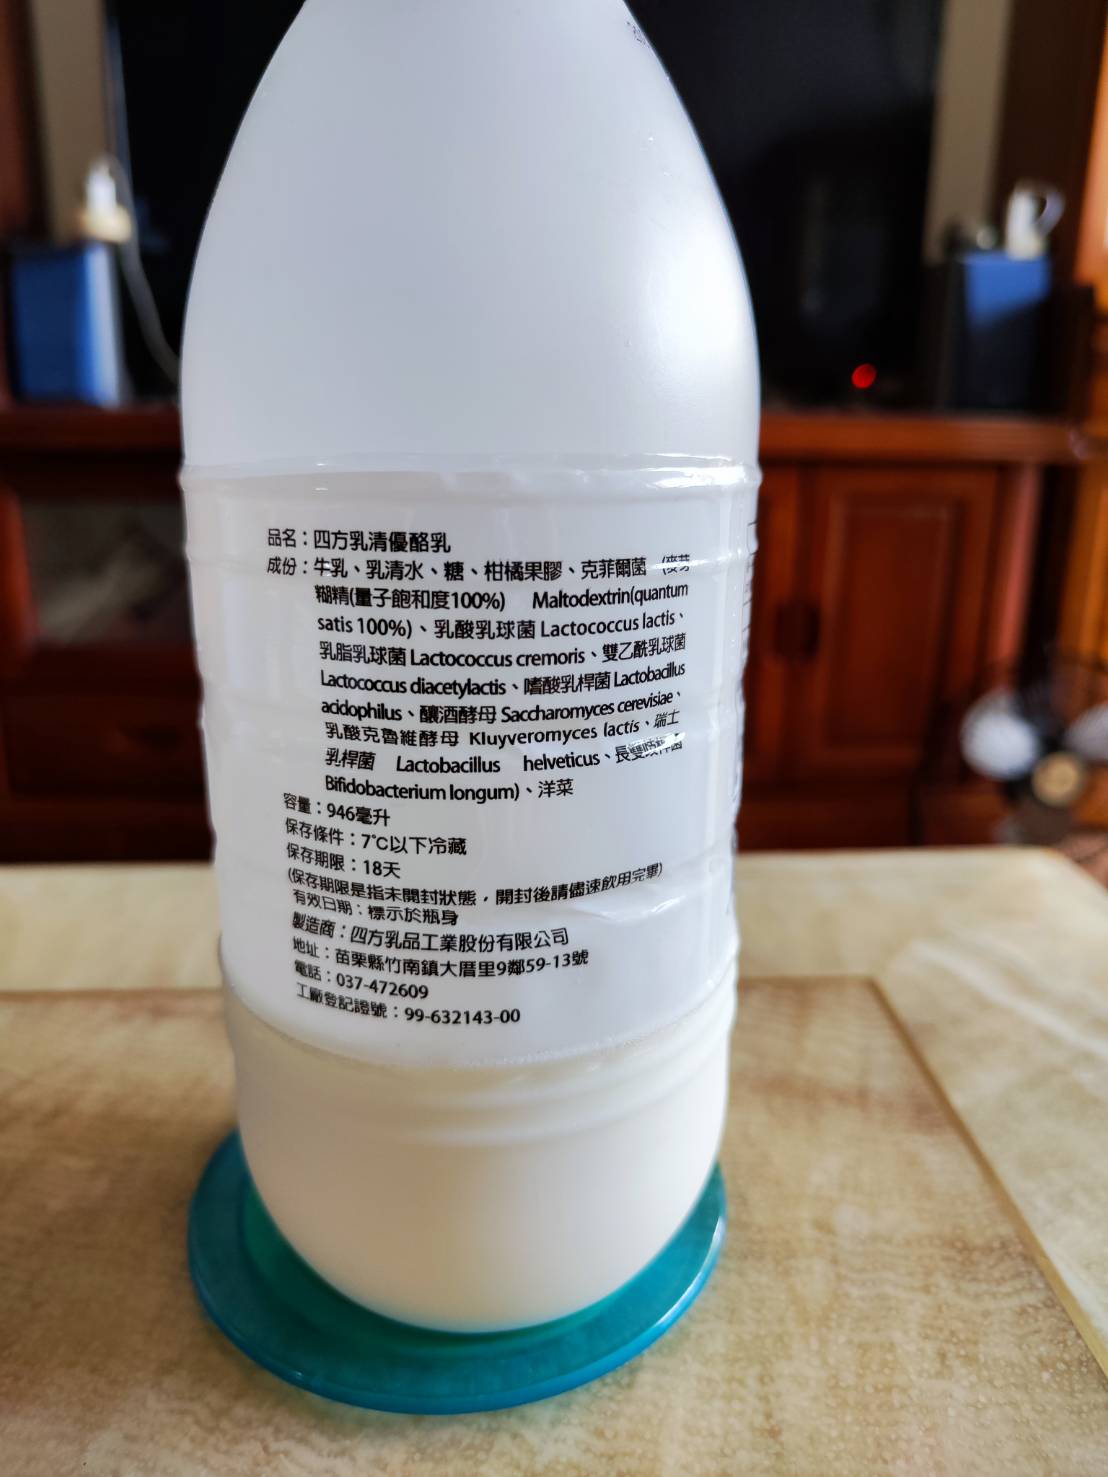 品名：四方乳清優酪乳
成份：牛乳、乳清水、糖、柑橘果膠、克菲爾菌 (麥芽
糊精(量子飽和度100%) Maltodextrin(quantum
satis 100%)、乳酸乳球菌 Lactococcus lactis、
乳脂乳球菌 Lactococcus cremoris、雙乙酰乳球菌
Lactococcus diacetylactis、嗜酸乳桿菌 Lactobacillus
acidophilus、釀酒酵母 Saccharomyces cerevisiae、
乳酸克魯維酵母 Kluyveromyces lactis、瑞士
乳桿菌 Lactobacillus helveticus、長雙歧桿菌
Bifidobacterium longum)、洋菜
容量：946毫升
保存條件：7℃以下冷藏
保存期限：18天
(保存期限是指未開封狀態，開封後請儘速飲用完畢)
有效日期：標示於瓶身
製造商：四方乳品工業股份有限公司
地址：苗栗縣竹南鎮大厝里9鄰59-13號
電話：037-472609
工廠登記證號：99-632143-00